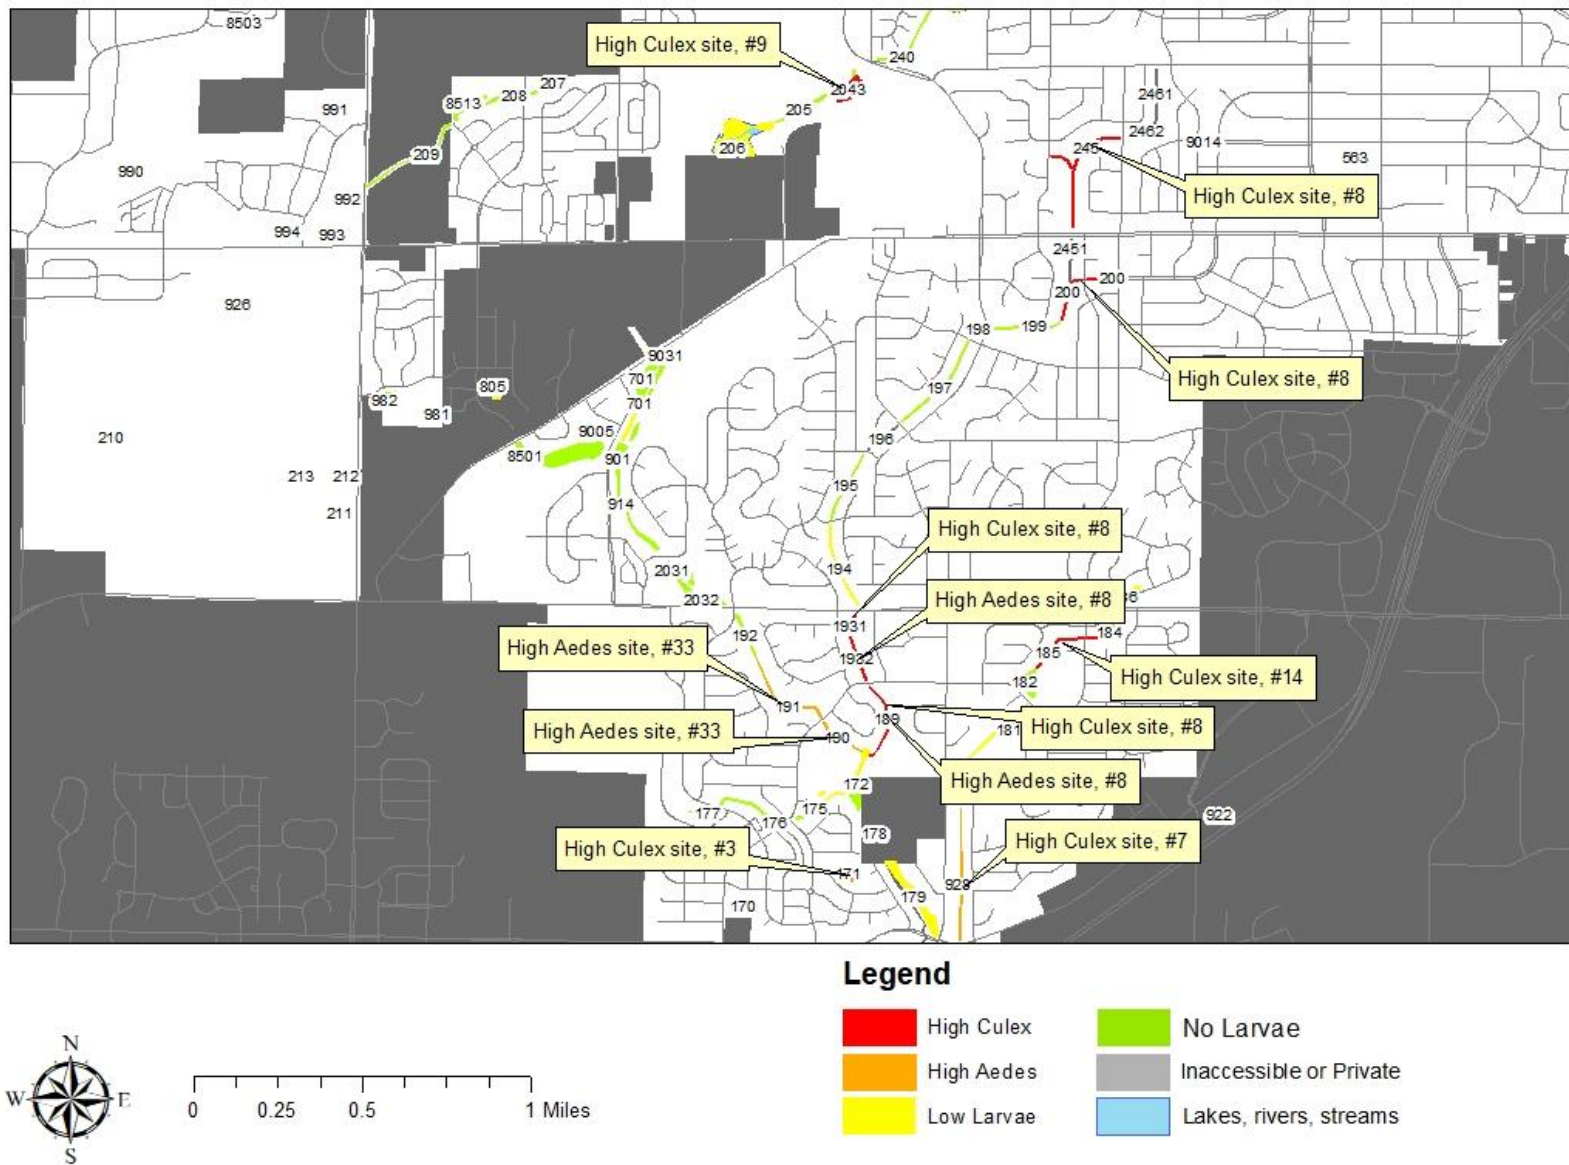 8503
High Culex site, #9
240
207
208
2043
991
8513
205
2461
2462
209
206
245
9014
563
990
992
High Culex site, #8
994
993
2451
926
200
200
198
199
9031
High Culex site, #8
701
805
197
982
981
701
210
9005
196
8501
901
213
212
195
914
211
High Culex site, #8
194
2031
High Aedes site, #8
2032
1931
184
High Aedes site, #33
192
1932
185
High Culex site, #14
182
191
189
High Culex site, #8
High Aedes site, #33
190
181
High Aedes site, #8
172
177
176
175
922
178
High Culex site, #3
High Culex site, #7
171
928
179
170
Legend
High Culex
No Larvae
High Aedes
Inaccessible or Private
Low Larvae
Lakes, rivers, streams
N
W
E
S
0
0.25
0.5
1 Miles